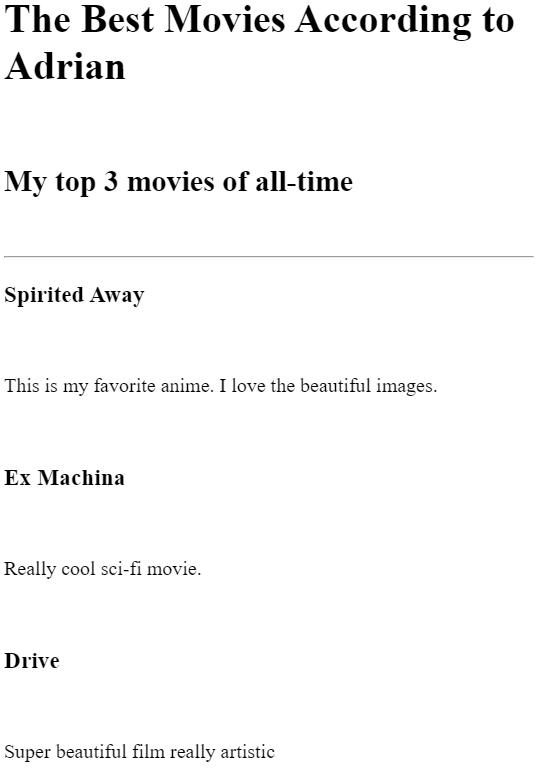 The Best Movies According to
Adrian
My top 3 movies of all-time
Spirited Away
This is my favorite anime. I love the beautiful images.
Ex Machina
Really cool sci-fi movie.
Drive
Super beautiful film really artistic